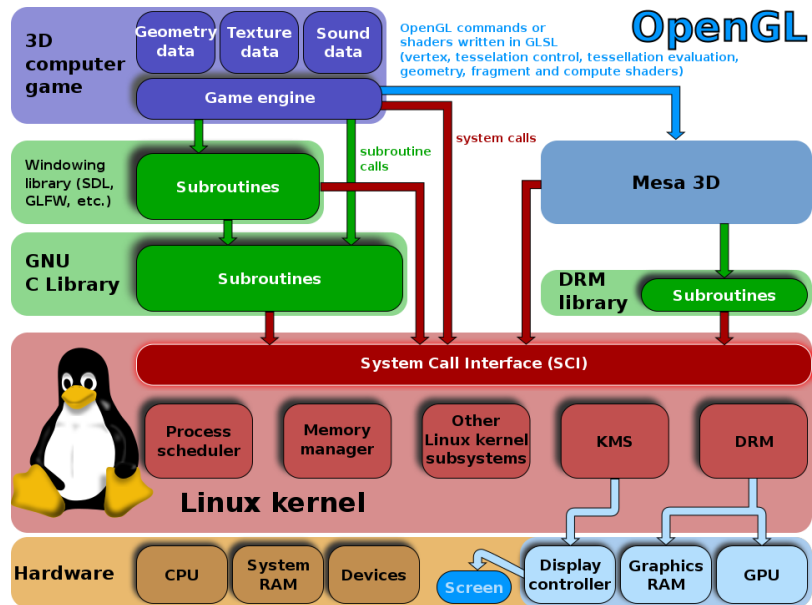 3D
computer
game
Geometry
data
Texture
data
Sound
data
Game engine
OpenGL commands or
shaders written in GLSL
(vertex, tesselation control, tessellation evaluation,
geometry, fragment and compute shaders)
OpenGL
subroutine
calls
system calls
Windowing
library (SDL,
GLFW, etc.)
Subroutines
Mesa 3D
GNU
C Library
Subroutines
DRM
library
Subroutines
System Call Interface (SCI)
Process
scheduler
Memory
manager
Other
Linux kernel
subsystems
KMS
DRM
Linux kernel
Hardware
CPU
System
RAM
Devices
Screen
Display
controller
Graphics
RAM
GPU